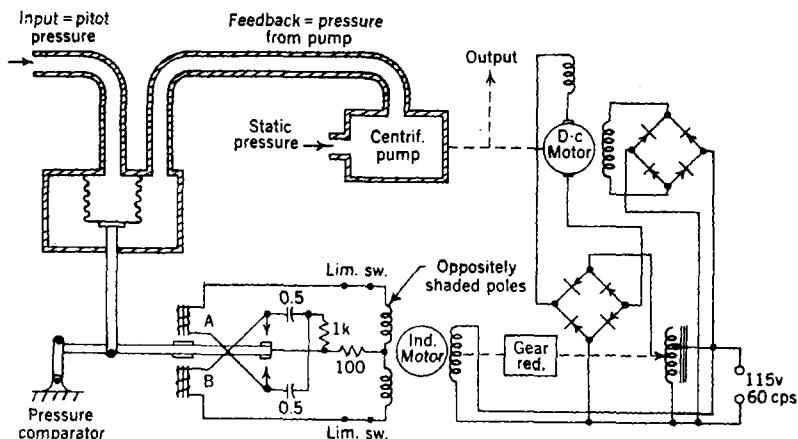 Input = pitot
pressure
Feedback = pressure
from pump
Output
Static
pressure
Centrif.
pump
D-c
Motor
Lim. sw.
Oppositely
shaded poles
0.5
A
1k
100
B
0.5
Ind.
Motor
Gear
red.
115v
60 cps
Pressure
comparator
Lim. sw.